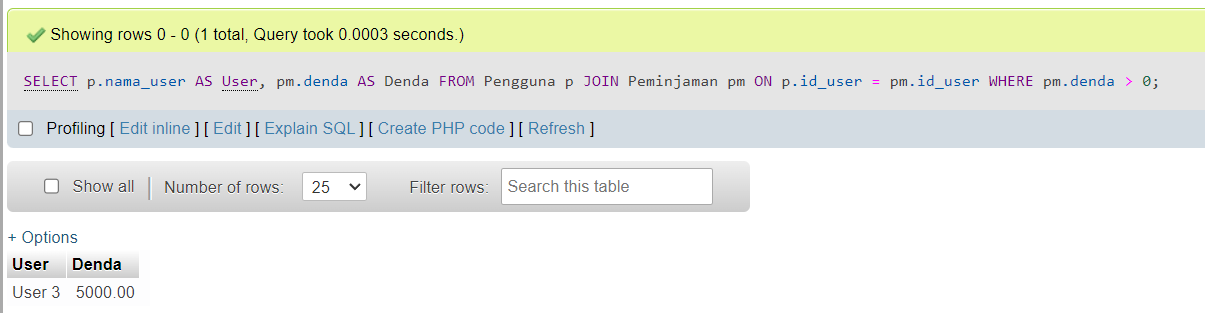 Showing rows 0 - 0 (1 total, Query took 0.0003 seconds.)
SELECT p.nama_user AS User, pm.denda AS Denda FROM Pengguna p JOIN Peminjaman pm ON p.id_user = pm.id_user WHERE pm.denda > 0;
Profiling [ Edit inline ] [ Edit ] [ Explain SQL ] [ Create PHP code ] [ Refresh ]
Show all | Number of rows: 25 Filter rows: Search this table
+ Options
User Denda
User 3 5000.00